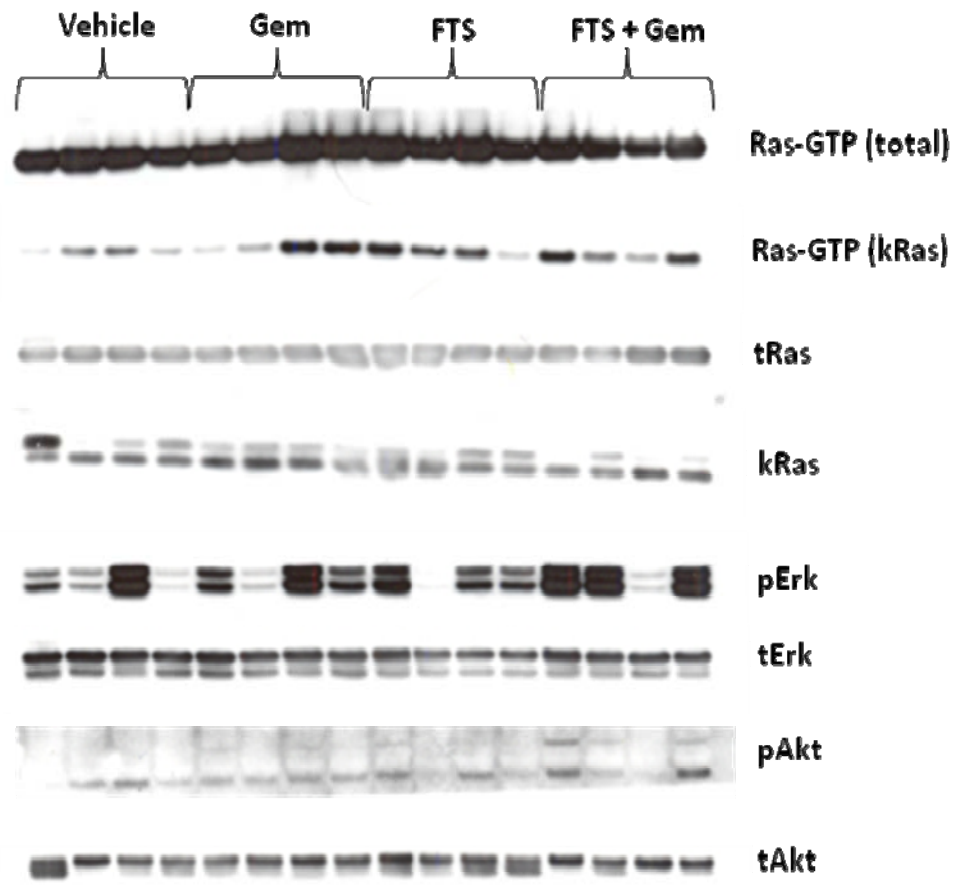 Vehicle Gem FTS FTS + Gem
Ras-GTP (total)
Ras-GTP (kRas)
tRas
kRas
pErk
tErk
pAkt
tAkt